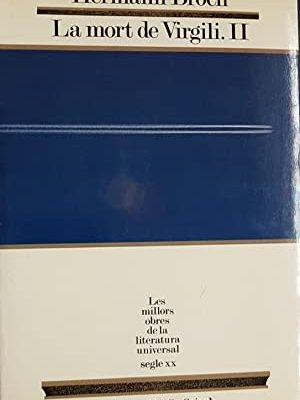 Hermann Broch
La mort de Virgili. II
Les
millors
obres
de la
literatura
universal
segle xx